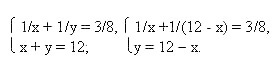 { 1/x + 1/y = 3/8, { 1/x +1/(12 - x) = 3/8,
x + y = 12; y = 12 – x.